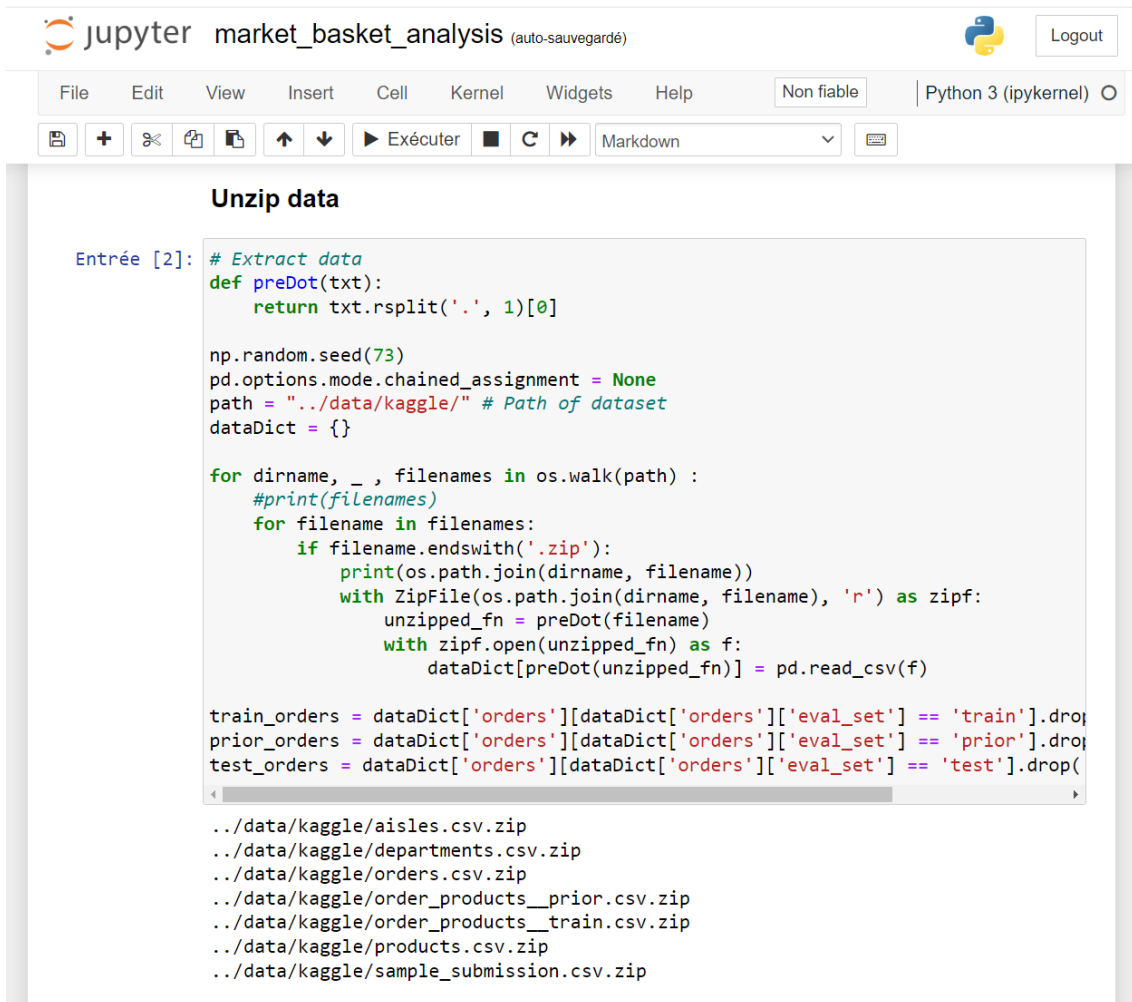 jupyter market_basket_analysis (auto-sauvegardé) Logout
File Edit View Insert Cell Kernel Widgets Help Non fiable Python 3 (ipykernel)
Exécuter Markdown
Unzip data
Entrée [2]: # Extract data
def preDot(txt):
    return txt.rsplit('.', 1)[0]
np.random.seed(73)
pd.options.mode.chained_assignment = None
path = "../data/kaggle/" # Path of dataset
dataDict = {}
for dirname, _ , filenames in os.walk(path) :
    #print(filenames)
    for filename in filenames:
        if filename.endswith('.zip'):
            print(os.path.join(dirname, filename))
            with ZipFile(os.path.join(dirname, filename), 'r') as zipf:
                unzipped_fn = preDot(filename)
                with zipf.open(unzipped_fn) as f:
                    dataDict[preDot(unzipped_fn)] = pd.read_csv(f)
train_orders = dataDict['orders'][dataDict['orders']['eval_set'] == 'train'].drop
prior_orders = dataDict['orders'][dataDict['orders']['eval_set'] == 'prior'].drop
test_orders = dataDict['orders'][dataDict['orders']['eval_set'] == 'test'].drop(
../data/kaggle/aisles.csv.zip
../data/kaggle/departments.csv.zip
../data/kaggle/orders.csv.zip
../data/kaggle/order_products__prior.csv.zip
../data/kaggle/order_products__train.csv.zip
../data/kaggle/products.csv.zip
../data/kaggle/sample_submission.csv.zip